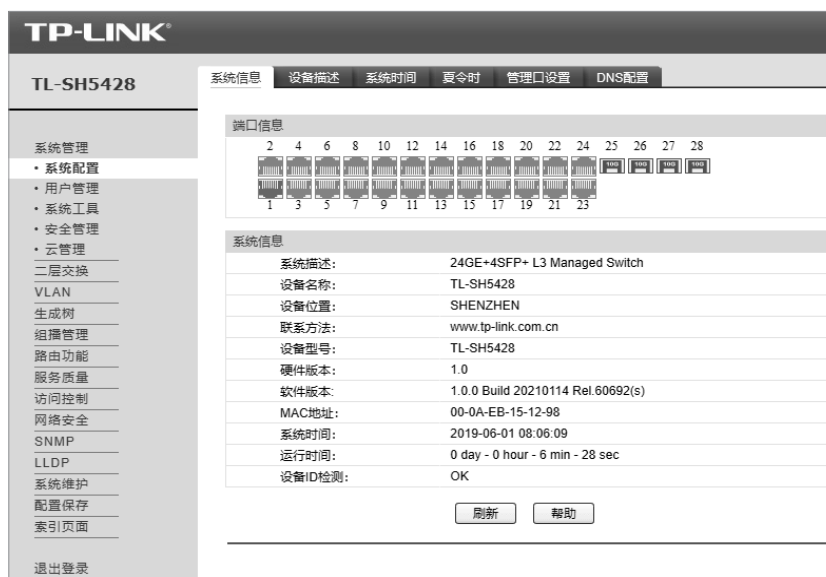 TP-LINK®
TL-SH5428
系统信息 设备描述 系统时间 夏令时 管理口设置 DNS配置
系统管理
• 系统配置
• 用户管理
• 系统工具
• 安全管理
• 云管理
二层交换
VLAN
生成树
组播管理
路由功能
服务质量
访问控制
网络安全
SNMP
LLDP
系统维护
配置保存
索引页面
退出登录
端口信息
2 4 6 8 10 12 14 16 18 20 22 24 25 26 27 28
10G 10G 10G 10G
1 3 5 7 9 11 13 15 17 19 21 23
系统信息
系统描述: 24GE+4SFP+ L3 Managed Switch
设备名称: TL-SH5428
设备位置: SHENZHEN
联系方法: www.tp-link.com.cn
设备型号: TL-SH5428
硬件版本: 1.0
软件版本: 1.0.0 Build 20210114 Rel.60692(s)
MAC地址: 00-0A-EB-15-12-98
系统时间: 2019-06-01 08:06:09
运行时间: 0 day - 0 hour - 6 min - 28 sec
设备ID检测: OK
刷新 帮助